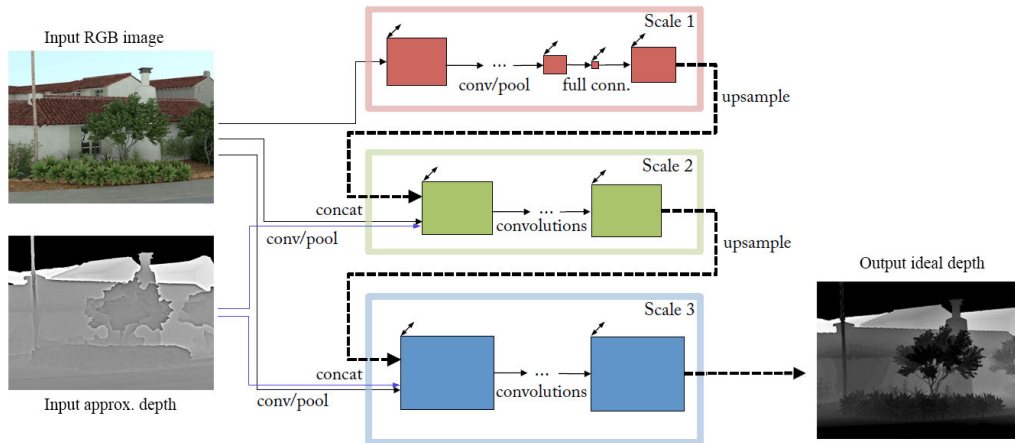 Input RGB image
Scale 1
...
conv/pool
full conn.
upsample
Scale 2
concat
conv/pool
...
convolutions
upsample
Input approx. depth
Scale 3
concat
conv/pool
...
convolutions
Output ideal depth